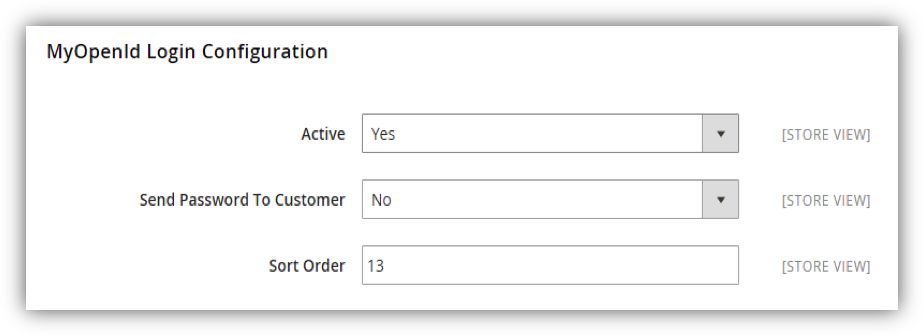 MyOpenId Login Configuration
Active Yes [STORE VIEW]
Send Password To Customer No [STORE VIEW]
Sort Order 13 [STORE VIEW]